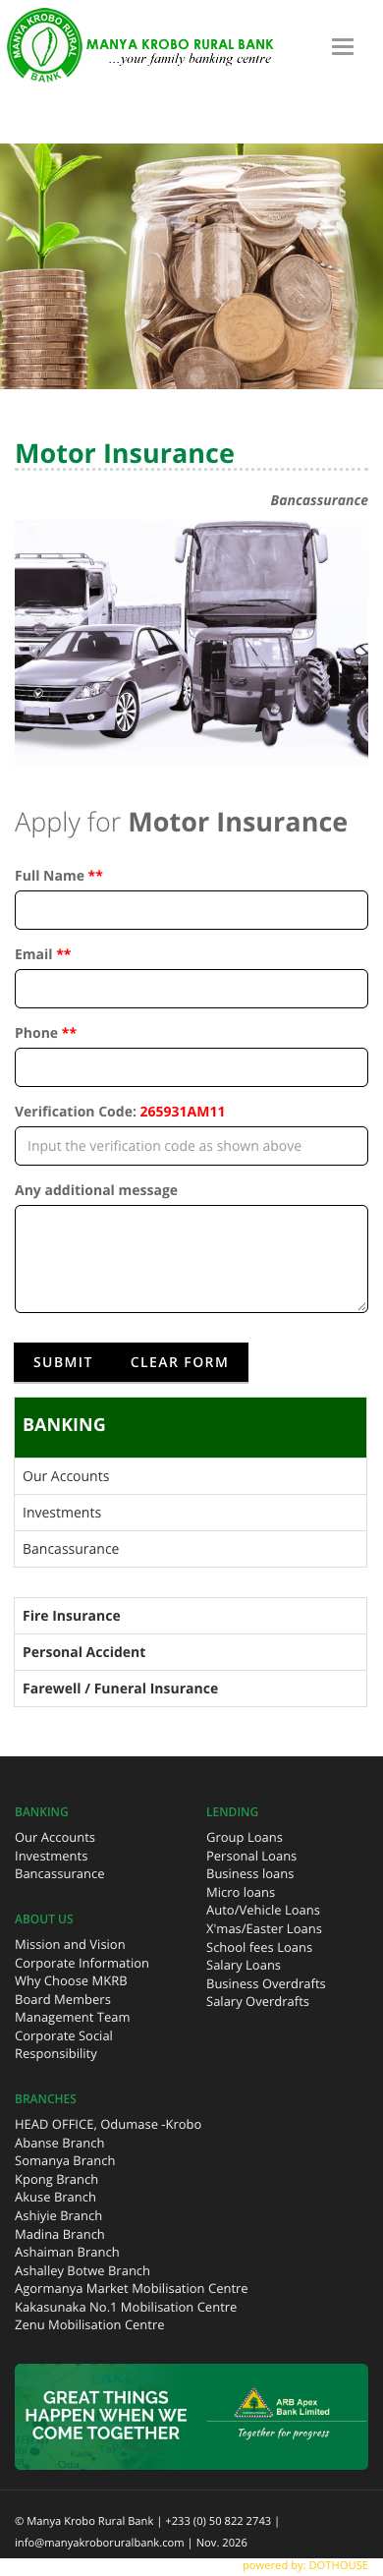 MANYA KROBO RURAL
BANK
MANYA KROBO RURAL BANK
...your family banking centre
Motor Insurance
Bancassurance
Apply for Motor Insurance
Full Name **
Email **
Phone **
Verification Code: 265931AM11
Input the verification code as shown above
Any additional message
SUBMIT CLEAR FORM
BANKING
Our Accounts
Investments
Bancassurance
Fire Insurance
Personal Accident
Farewell / Funeral Insurance
BANKING
Our Accounts
Investments
Bancassurance
ABOUT US
Mission and Vision
Corporate Information
Why Choose MKRB
Board Members
Management Team
Corporate Social
Responsibility
LENDING
Group Loans
Personal Loans
Business loans
Micro loans
Auto/Vehicle Loans
X'mas/Easter Loans
School fees Loans
Salary Loans
Business Overdrafts
Salary Overdrafts
BRANCHES
HEAD OFFICE, Odumase -Krobo
Abanse Branch
Somanya Branch
Kpong Branch
Akuse Branch
Ashiyie Branch
Madina Branch
Ashaiman Branch
Ashalley Botwe Branch
Agormanya Market Mobilisation Centre
Kakasunaka No.1 Mobilisation Centre
Zenu Mobilisation Centre
GREAT THINGS
HAPPEN WHEN WE
COME TOGETHER
ARB Apex
Bank Limited
Together for progress
© Manya Krobo Rural Bank | +233 (0) 50 822 2743 |
info@manyakroboruralbank.com | Nov. 2026
powered by: DOTHOUSE